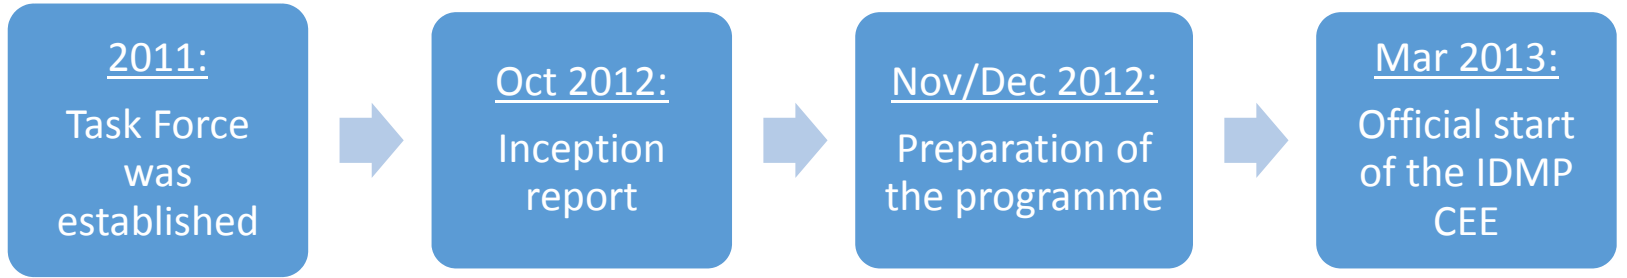 2011:
Task Force
was
established
Oct 2012:
Inception
report
Nov/Dec 2012:
Preparation of
the programme
Mar 2013:
Official start
of the IDMP
CEE